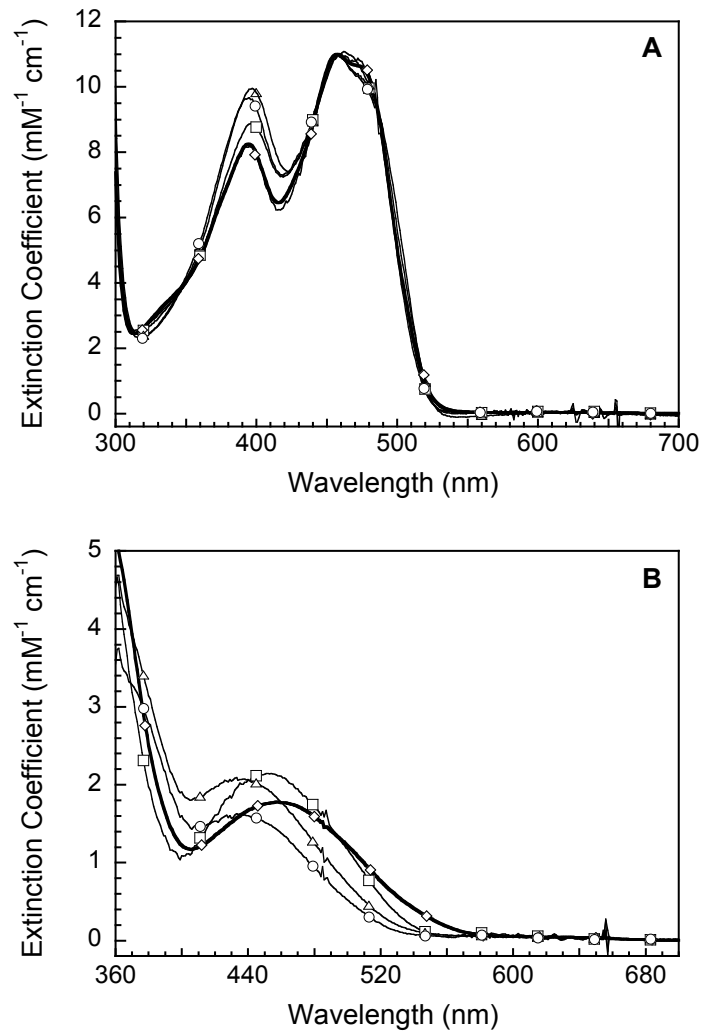 A
Extinction Coefficient (mM⁻¹ cm⁻¹)
12
10
8
6
4
2
0
300 400 500 600 700
Wavelength (nm)
B
Extinction Coefficient (mM⁻¹ cm⁻¹)
5
4
3
2
1
0
360 440 520 600 680
Wavelength (nm)